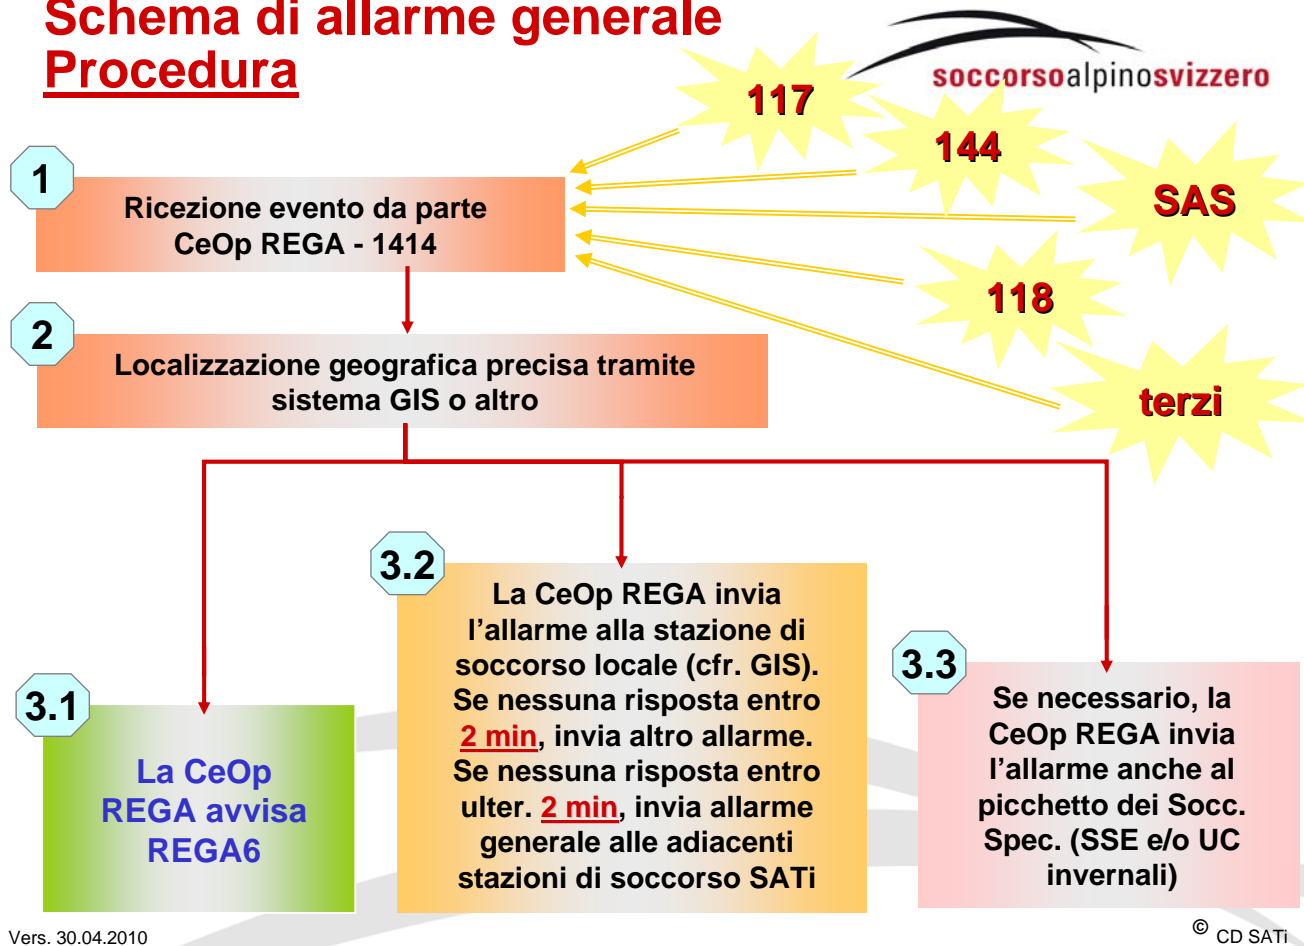 Schema di allarme generale
Procedura
soccorsoalpinosvizzero
117
144
SAS
118
terzi
1
Ricezione evento da parte
CeOp REGA - 1414
2
Localizzazione geografica precisa tramite
sistema GIS o altro
3.1
La CeOp
REGA avvisa
REGA6
3.2
La CeOp REGA invia
l’allarme alla stazione di
soccorso locale (cfr. GIS).
Se nessuna risposta entro
2 min, invia altro allarme.
Se nessuna risposta entro
ulter. 2 min, invia allarme
generale alle adiacenti
stazioni di soccorso SATi
3.3
Se necessario, la
CeOp REGA invia
l’allarme anche al
picchetto dei Socc.
Spec. (SSE e/o UC
invernali)
Vers. 30.04.2010
© CD SATi